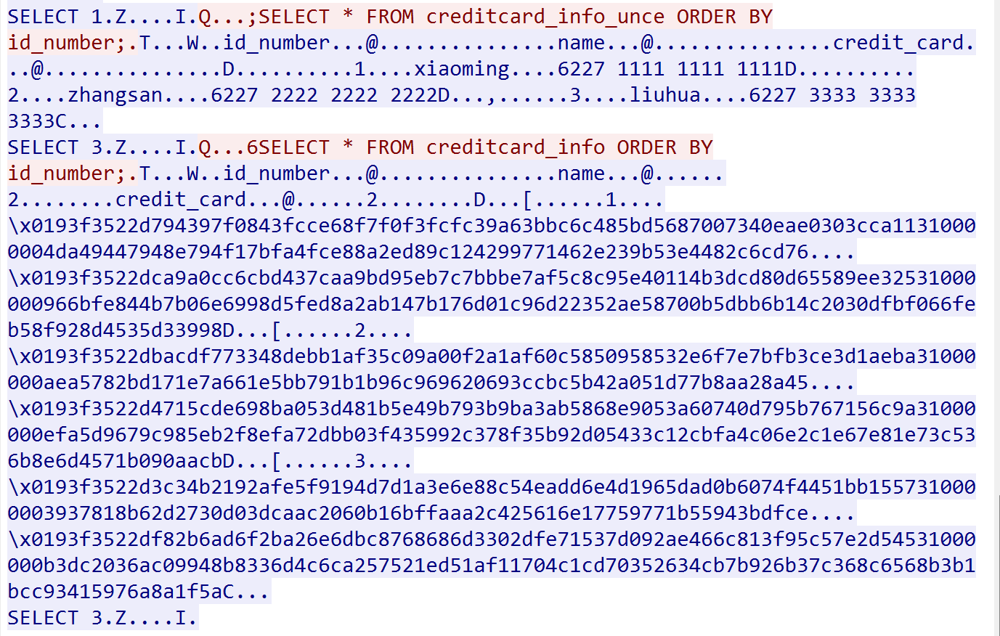 SELECT 1.Z....I.Q...;SELECT * FROM creditcard_info_unce ORDER BY
id_number;.T...W..id_number...@...............name...@...............credit_card.
..@...............D..........1....xiaoming....6227 1111 1111 1111D..........
2....zhangsan....6227 2222 2222 2222D...,......3....liuhua....6227 3333 3333
3333C...
SELECT 3.Z....I.Q...6SELECT * FROM creditcard_info ORDER BY
id_number;.T...W..id_number...@...............name...@......
2........credit_card...@......2........D...[......1....
\x0193f3522d794397f0843fcce68f7f0f3fcfc39a63bbc6c485bd5687007340eae0303cca1131000
0004da49447948e794f17bfa4fce88a2ed89c124299771462e239b53e4482c6cd76....
\x0193f3522dca9a0cc6cbd437caa9bd95eb7c7bbbe7af5c8c95e40114b3dcd80d65589ee32531000
000966bfe844b7b06e6998d5fed8a2ab147b176d01c96d22352ae58700b5dbb6b14c2030dfbf066fe
b58f928d4535d33998D...[......2....
\x0193f3522dbacdf773348debb1af35c09a00f2a1af60c5850958532e6f7e7bfb3ce3d1aeba31000
000aea5782bd171e7a661e5bb791b1b96c969620693ccbc5b42a051d77b8aa28a45....
\x0193f3522d4715cde698ba053d481b5e49b793b9ba3ab5868e9053a60740d795b767156c9a31000
000efa5d9679c985eb2f8efa72dbb03f435992c378f35b92d05433c12cbfa4c06e2c1e67e81e73c53
6b8e6d4571b090aacbD...[......3....
\x0193f3522d3c34b2192afe5f9194d7d1a3e6e88c54eadd6e4d1965dad0b6074f4451bb155731000
0003937818b62d2730d03dcaac2060b16bffaaa2c425616e17759771b55943bdfce....
\x0193f3522df82b6ad6f2ba26e6dbc8768686d3302dfe71537d092ae466c813f95c57e2d54531000
000b3dc2036ac09948b8336d4c6ca257521ed51af11704c1cd70352634cb7b926b37c368c6568b3b1
bcc93415976a8a1f5aC...
SELECT 3.Z....I.